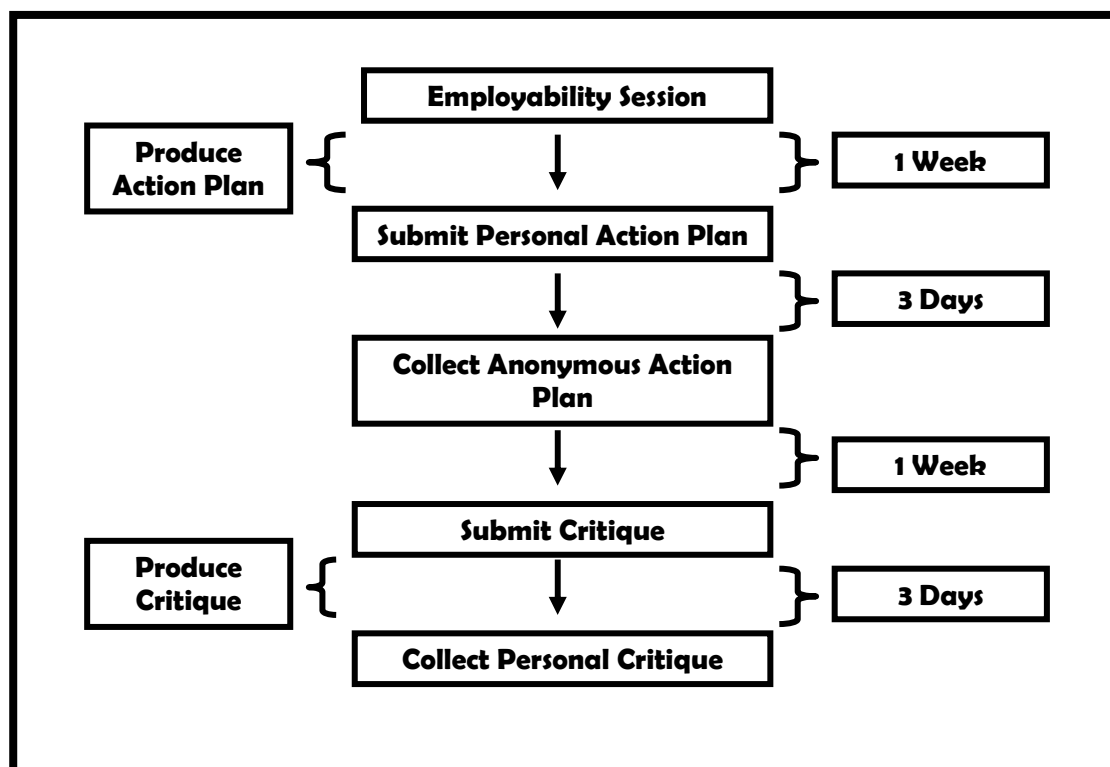 Employability Session
Produce
Action Plan
1 Week
Submit Personal Action Plan
3 Days
Collect Anonymous Action
Plan
1 Week
Submit Critique
Produce
Critique
3 Days
Collect Personal Critique